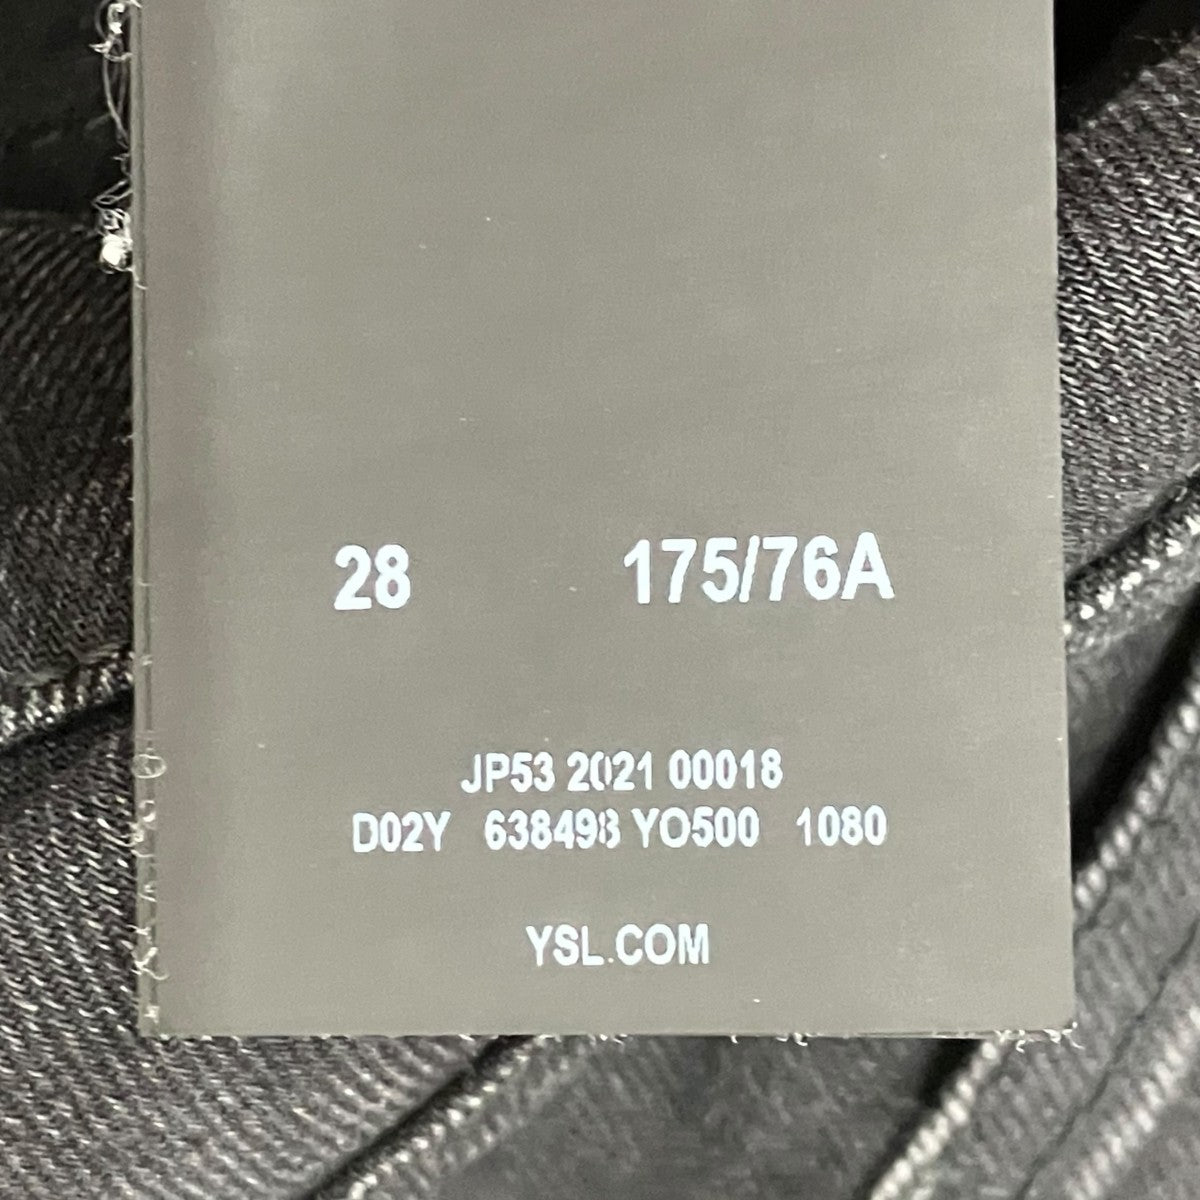 28 175/76A
JP53 2021 00018
D02Y 638498 YO500 1080
YSL.COM